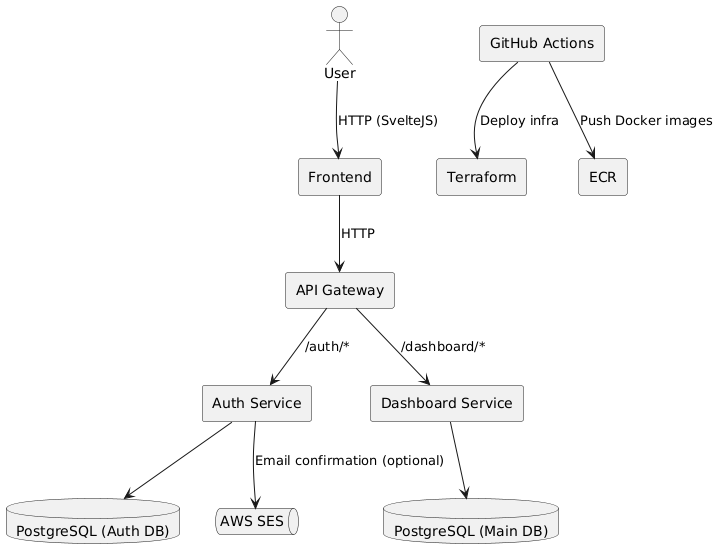 User
GitHub Actions
HTTP (SvelteJS)
Deploy infra
Push Docker images
Frontend
Terraform
ECR
HTTP
API Gateway
/auth/*
/dashboard/*
Auth Service
Dashboard Service
Email confirmation (optional)
PostgreSQL (Auth DB)
AWS SES
PostgreSQL (Main DB)